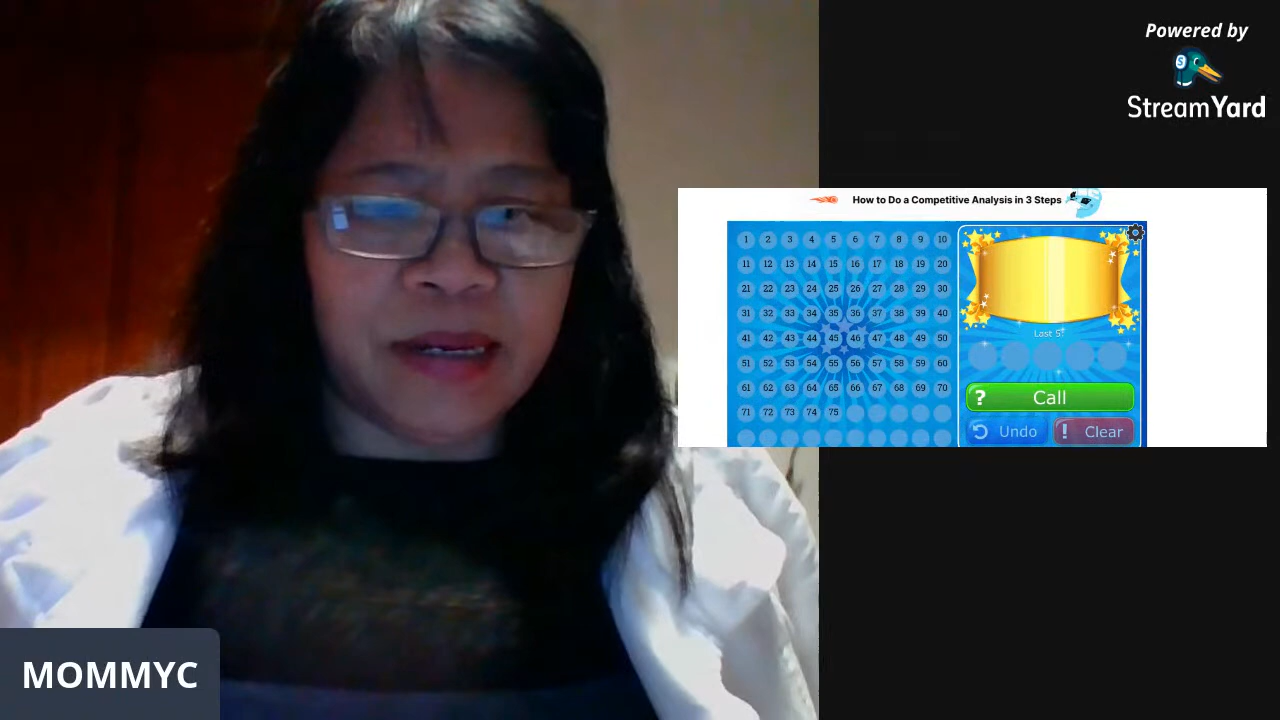 Powered by
StreamYard
How to Do a Competitive Analysis in 3 Steps
1 2 3 4 5 6 7 8 9 10
11 12 13 14 15 16 17 18 19 20
21 22 23 24 25 26 27 28 29 30
31 32 33 34 35 36 37 38 39 40
41 42 43 44 45 46 47 48 49 50
51 52 53 54 55 56 57 58 59 60
61 62 63 64 65 66 67 68 69 70
71 72 73 74 75
Last 5:
? Call
Undo ! Clear
MOMMYC